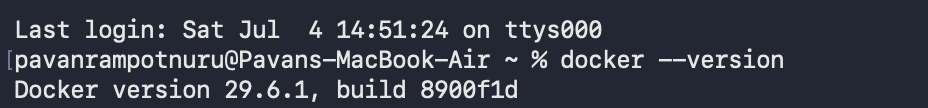 Last login: Sat Jul  4 14:51:24 on ttys000
[pavanrampotnuru@Pavans-MacBook-Air ~ % docker --version
Docker version 29.6.1, build 8900f1d